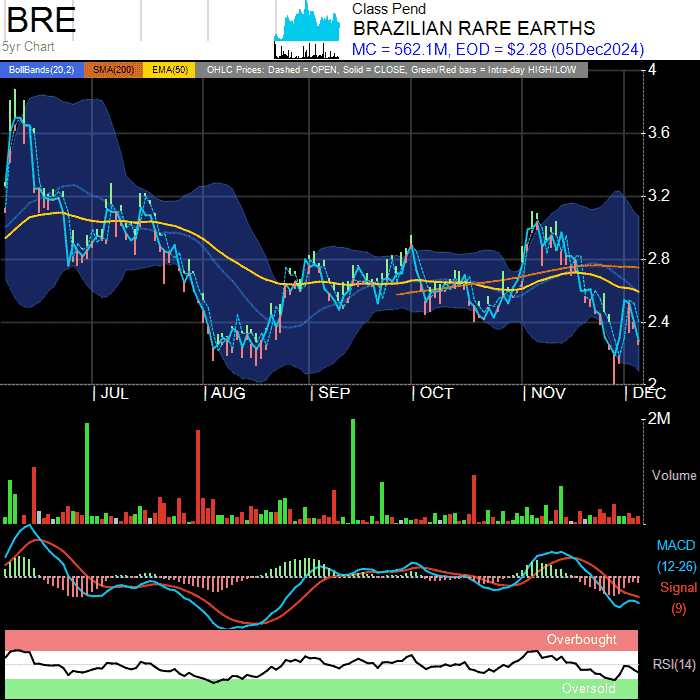 BRE
5yr Chart
Class Pend
BRAZILIAN RARE EARTHS
MC = 562.1M, EOD = $2.28 (05Dec2024)
BollBands(20,2) SMA(200) EMA(50) OHLC Prices: Dashed = OPEN, Solid = CLOSE, Green/Red bars = Intra-day HIGH/LOW
4
3.6
3.2
2.8
2.4
2
JUL AUG SEP OCT NOV DEC
2M
Volume
MACD
(12-26)
Signal
(9)
Overbought
RSI(14)
Oversold